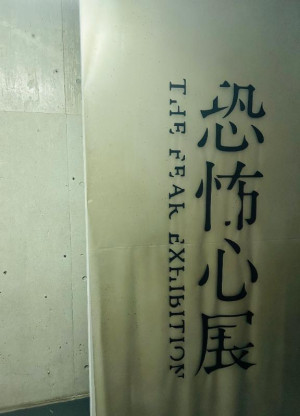 恐怖心展
THE FEAR EXHIBITION